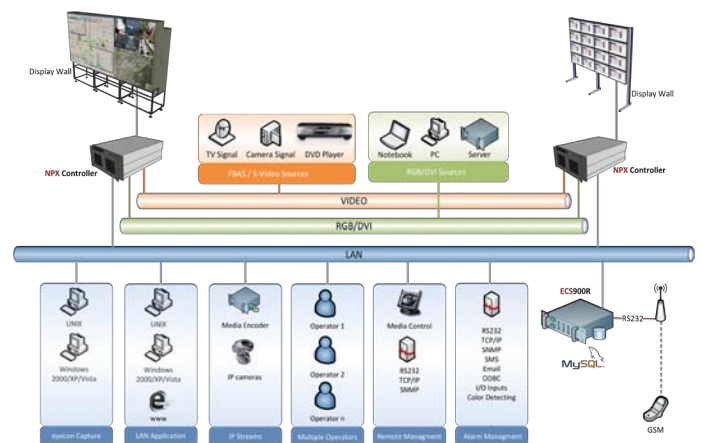 Display Wall
Display Wall
TV Signal
Camera Signal
DVD Player
FBAS / S-Video Sources
Notebook
PC
Server
RGB/DVI Sources
NPX Controller
NPX Controller
VIDEO
RGB/DVI
LAN
UNIX
Windows
2000/XP/Vista
eyecon Capture
UNIX
Windows
2000/XP/Vista
e
www
LAN Application
Media Encoder
IP cameras
IP Streams
Operator 1
Operator 2
Operator n
Multiple Operators
Media Control
RS232
TCP/IP
SNMP
Remote Managment
RS232
TCP/IP
SNMP
SMS
Email
ODBC
I/O Inputs
Color Detecting
Alarm Managment
ECS900R
RS232
MySQL
GSM